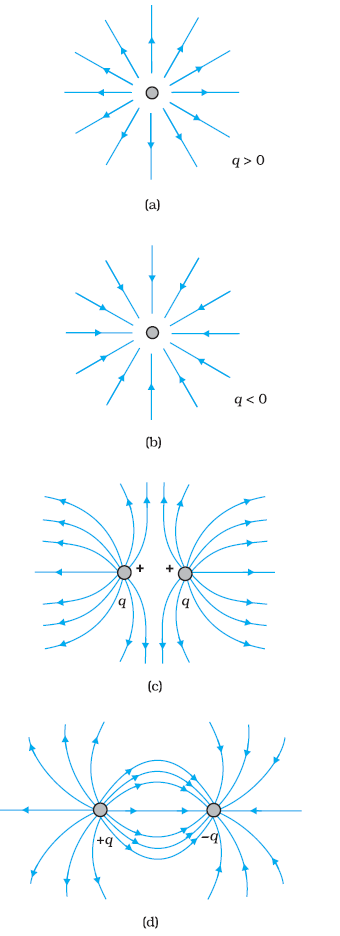 q > 0
(a)
q < 0
(b)
+ +
q q
(c)
+q –q
(d)